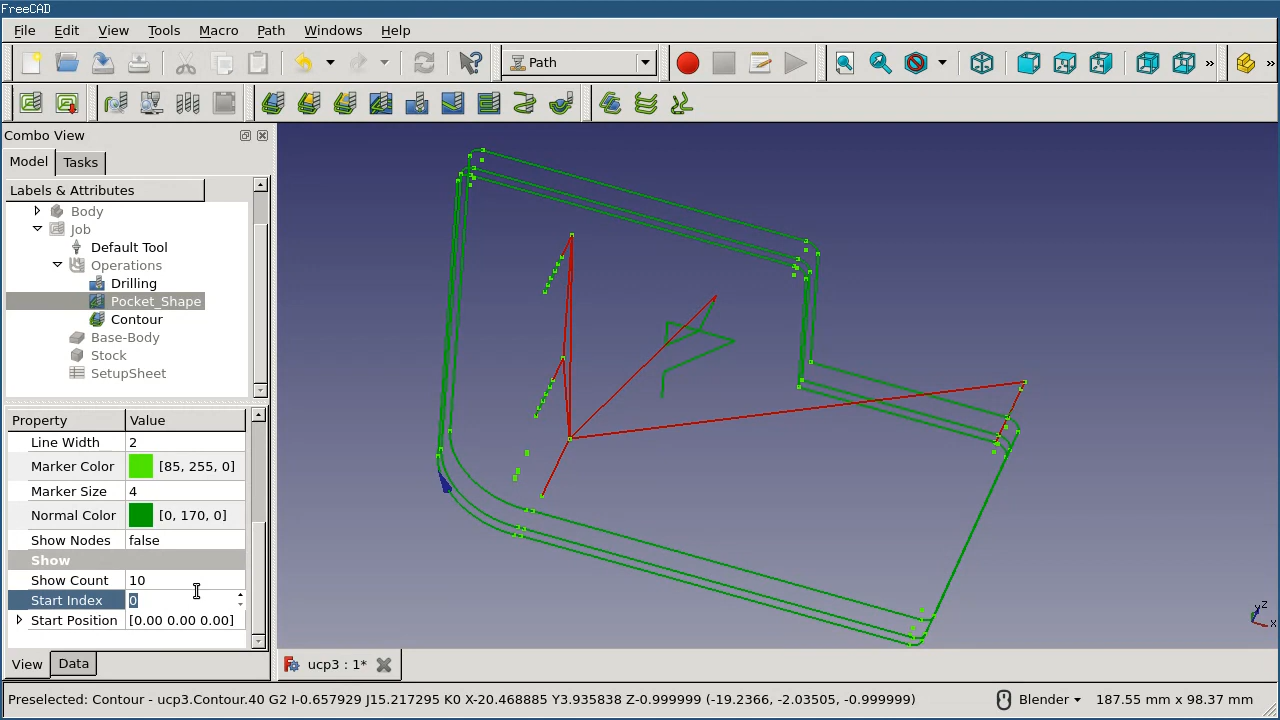 FreeCAD
File Edit View Tools Macro Path Windows Help
Path
Combo View
Model Tasks
Labels & Attributes
Body
Job
Default Tool
Operations
Drilling
Pocket_Shape
Contour
Base-Body
Stock
SetupSheet
Property Value
Line Width 2
Marker Color [85, 255, 0]
Marker Size 4
Normal Color [0, 170, 0]
Show Nodes false
Show
Show Count 10
Start Index 0
Start Position [0.00 0.00 0.00]
View Data
ucp3 : 1*
Y Z
X
Preselected: Contour - ucp3.Contour.40 G2 I-0.657929 J15.217295 K0 X-20.468885 Y3.935838 Z-0.999999 (-19.2366, -2.03505, -0.999999)
Blender
187.55 mm x 98.37 mm